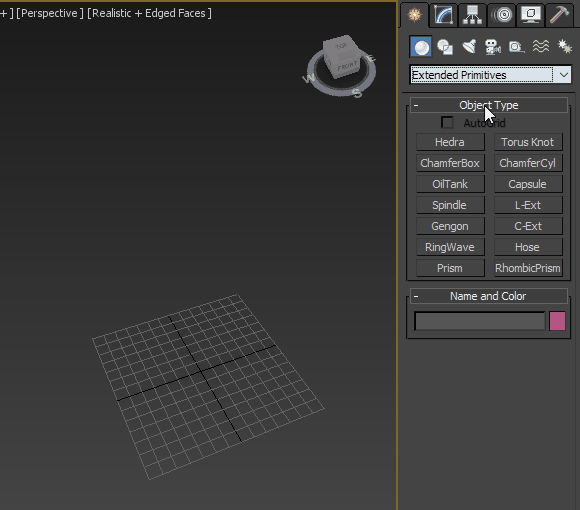 + ] [Perspective ] [Realistic + Edged Faces ]
TOP
FRONT
W
E
S
Extended Primitives
- Object Type
AutoGrid
Hedra Torus Knot
ChamferBox ChamferCyl
OilTank Capsule
Spindle L-Ext
Gengon C-Ext
RingWave Hose
Prism RhombicPrism
- Name and Color